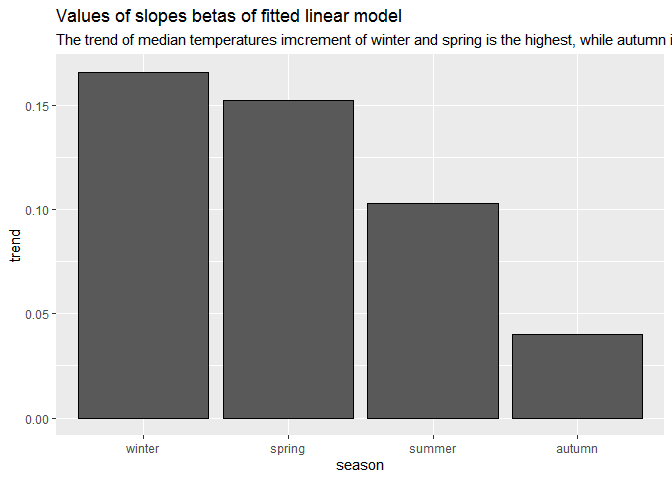 Values of slopes betas of fitted linear model
The trend of median temperatures imcrement of winter and spring is the highest, while autumn i
0.15
0.10
0.05
0.00
trend
winter spring summer autumn
season